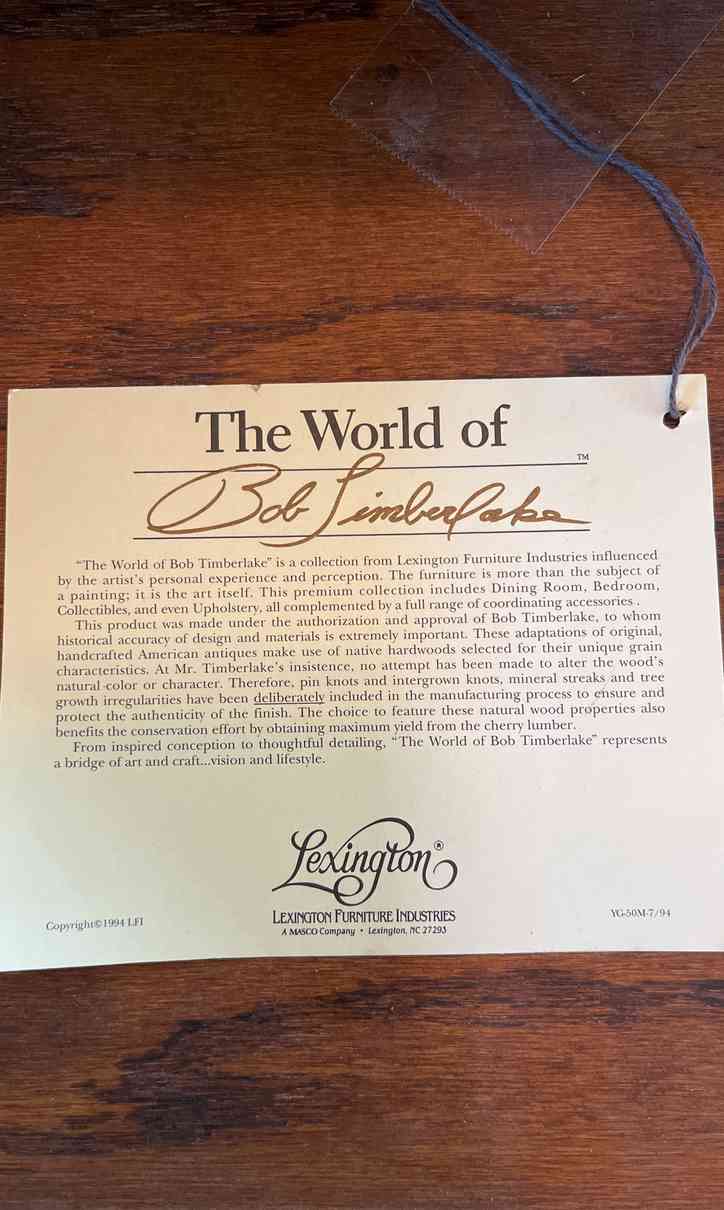 The World of
Bob Timberlake™
"The World of Bob Timberlake" is a collection from Lexington Furniture Industries influenced
by the artist's personal experience and perception. The furniture is more than the subject of
a painting; it is the art itself. This premium collection includes Dining Room, Bedroom,
Collectibles, and even Upholstery, all complemented by a full range of coordinating accessories .
This product was made under the authorization and approval of Bob Timberlake, to whom
historical accuracy of design and materials is extremely important. These adaptations of original,
handcrafted American antiques make use of native hardwoods selected for their unique grain
characteristics. At Mr. Timberlake's insistence, no attempt has been made to alter the wood's
natural color or character. Therefore, pin knots and intergrown knots, mineral streaks and tree
growth irregularities have been deliberately included in the manufacturing process to ensure and
protect the authenticity of the finish. The choice to feature these natural wood properties also
benefits the conservation effort by obtaining maximum yield from the cherry lumber.
From inspired conception to thoughtful detailing, "The World of Bob Timberlake" represents
a bridge of art and craft...vision and lifestyle.
Lexington®
LEXINGTON FURNITURE INDUSTRIES
A MASCO Company • Lexington, NC 27293
Copyright©1994 LFI
YG-50M-7/94